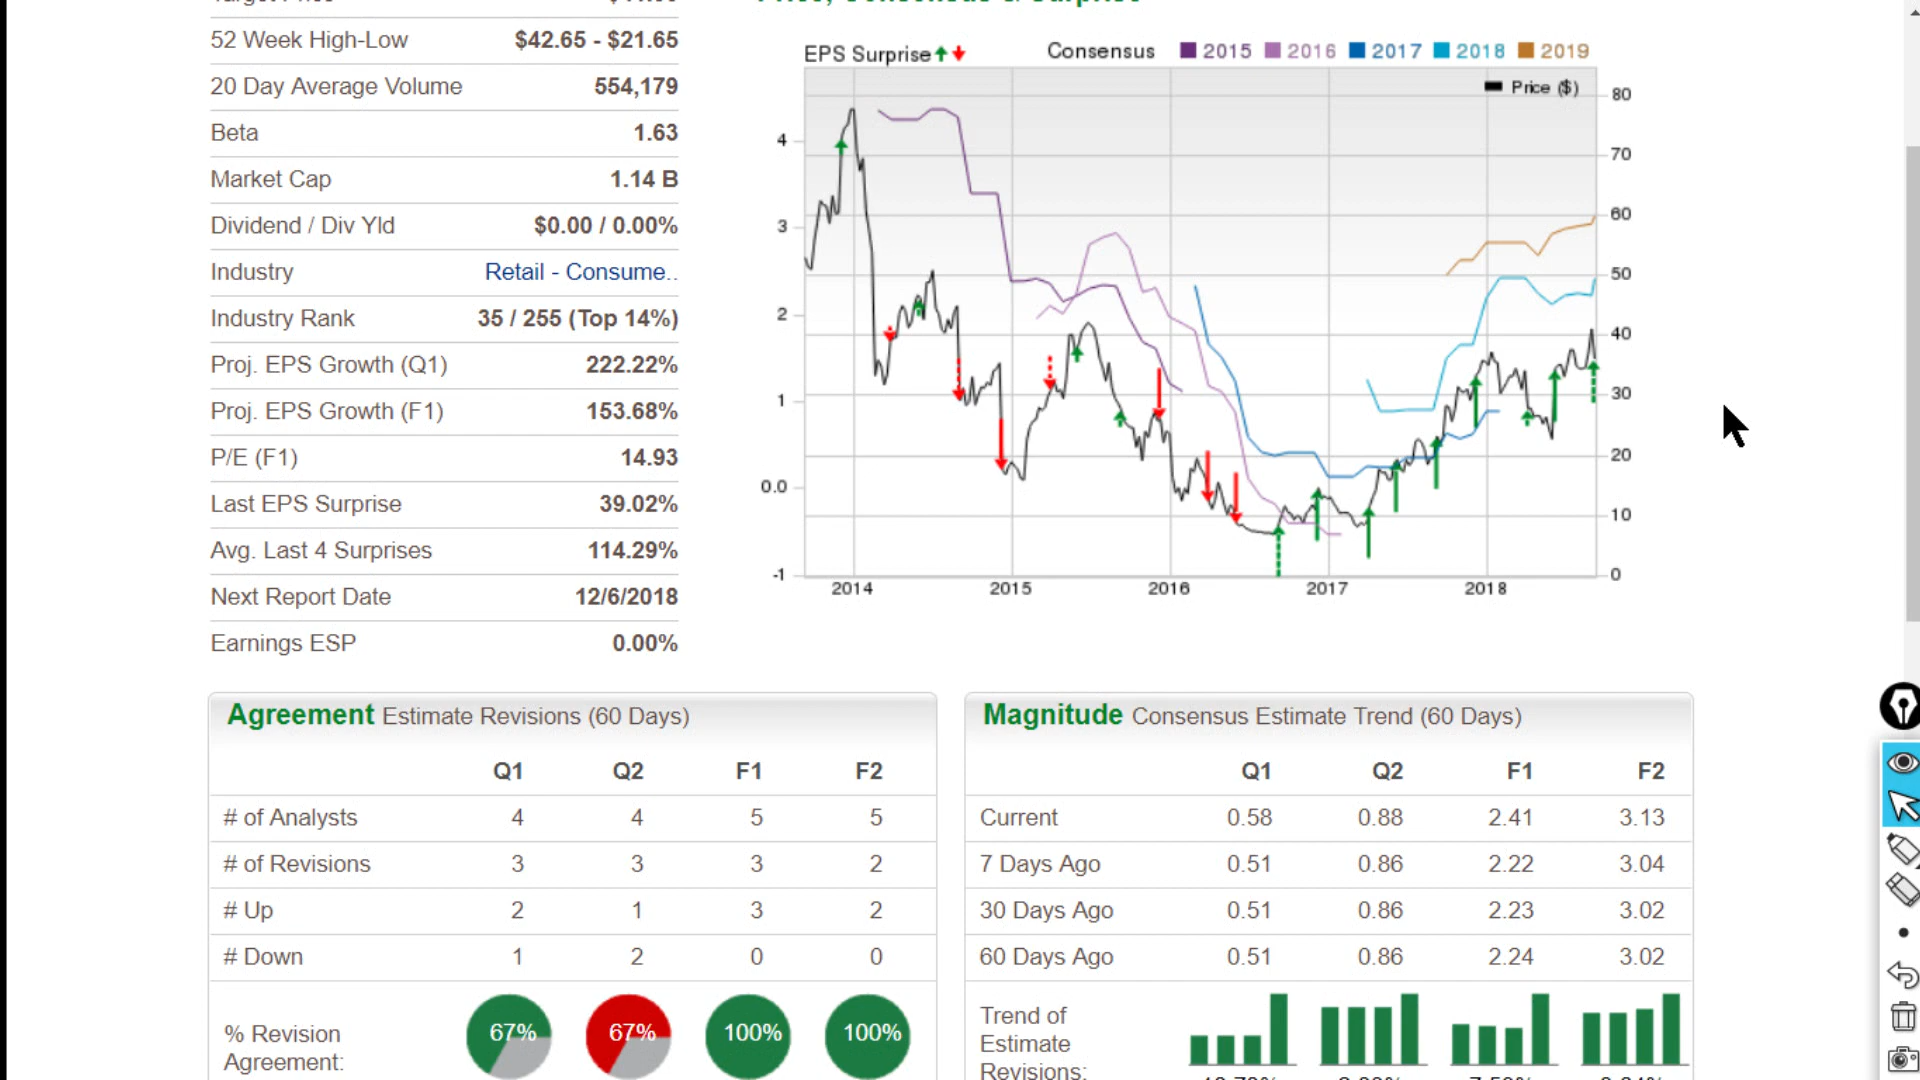 Price, Consensus & Surprise
52 Week High-Low $42.65 - $21.65
20 Day Average Volume 554,179
Beta 1.63
Market Cap 1.14 B
Dividend / Div Yld $0.00 / 0.00%
Industry Retail - Consume..
Industry Rank 35 / 255 (Top 14%)
Proj. EPS Growth (Q1) 222.22%
Proj. EPS Growth (F1) 153.68%
P/E (F1) 14.93
Last EPS Surprise 39.02%
Avg. Last 4 Surprises 114.29%
Next Report Date 12/6/2018
Earnings ESP 0.00%
EPS Surprise Consensus 2015 2016 2017 2018 2019
Price ($)
80
4
70
3
60
50
2
40
1
30
20
0.0
10
-1
0
2014 2015 2016 2017 2018
Agreement Estimate Revisions (60 Days)
Q1 Q2 F1 F2
# of Analysts 4 4 5 5
# of Revisions 3 3 3 2
# Up 2 1 3 2
# Down 1 2 0 0
% Revision
Agreement:
67% 67% 100% 100%
Magnitude Consensus Estimate Trend (60 Days)
Q1 Q2 F1 F2
Current 0.58 0.88 2.41 3.13
7 Days Ago 0.51 0.86 2.22 3.04
30 Days Ago 0.51 0.86 2.23 3.02
60 Days Ago 0.51 0.86 2.24 3.02
Trend of
Estimate
Revisions: